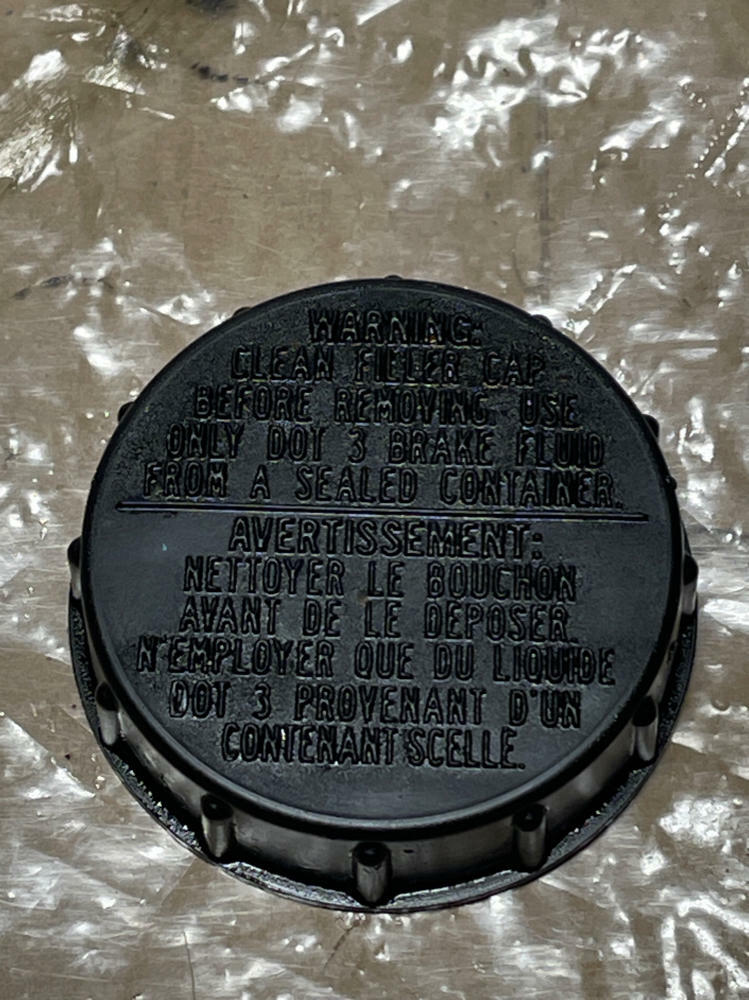 WARNING:
CLEAN FILLER CAP
BEFORE REMOVING. USE
ONLY DOT 3 BRAKE FLUID
FROM A SEALED CONTAINER.
AVERTISSEMENT:
NETTOYER LE BOUCHON
AVANT DE LE DEPOSER.
N'EMPLOYER QUE DU LIQUIDE
DOT 3 PROVENANT D'UN
CONTENANT SCELLE.